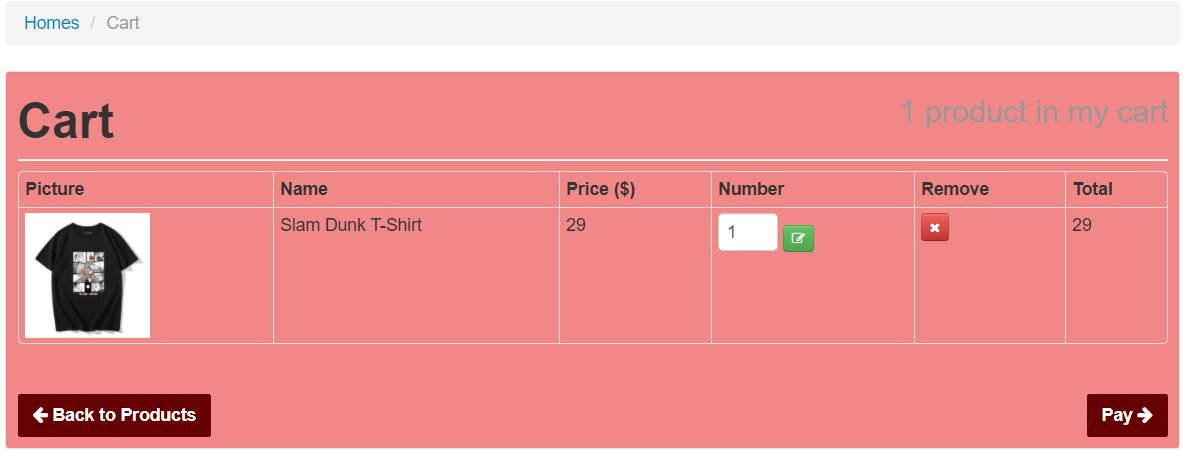 Homes / Cart
Cart
1 product in my cart
Picture Name Price ($) Number Remove Total
Slam Dunk T-Shirt 29 1 29
Back to Products
Pay